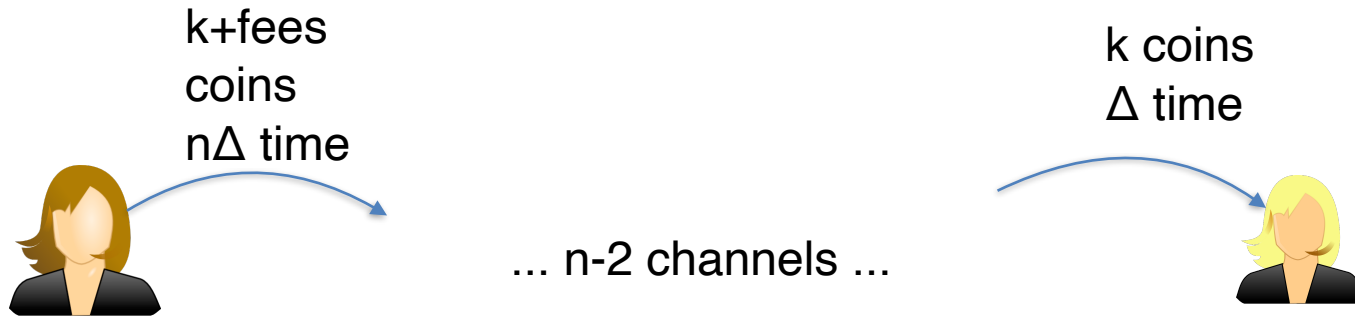 k+fees
coins
nΔ time
k coins
Δ time
... n-2 channels ...